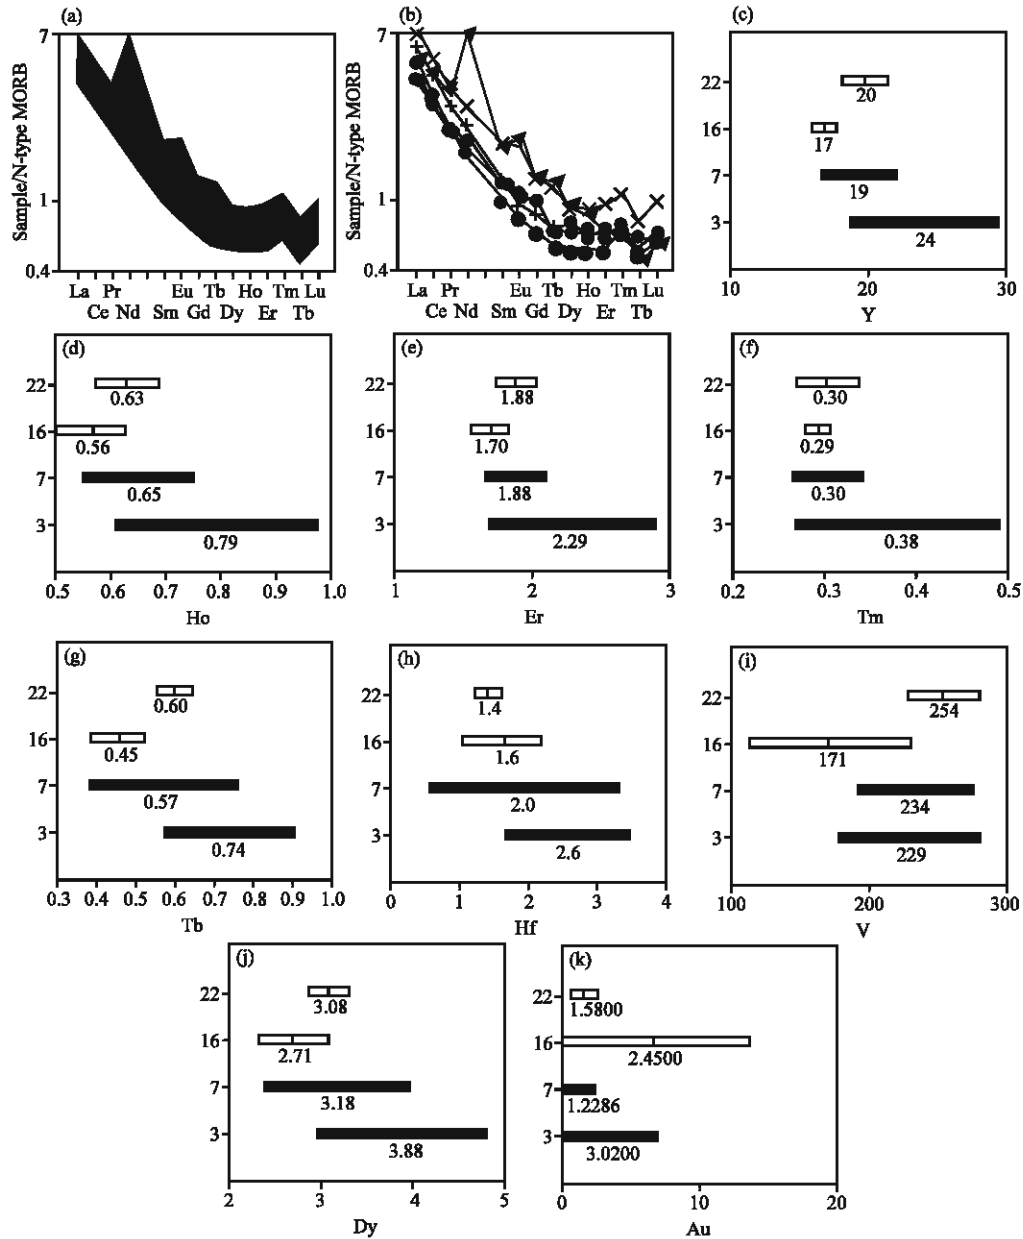 (a)
7
1
0.4
Sample/N-type MORB
La Pr Eu Tb Ho Tm Lu
Ce Nd Sm Gd Dy Er Tb
(b)
7
1
0.4
Sample/N-type MORB
La Pr Eu Tb Ho Tm Lu
Ce Nd Sm Gd Dy Er Tb
(c)
22
20
16
17
7
19
3
24
10 20 30
Y
(d)
22
0.63
16
0.56
7
0.65
3
0.79
0.5 0.6 0.7 0.8 0.9 1.0
Ho
(e)
22
1.88
16
1.70
7
1.88
3
2.29
1 2 3
Er
(f)
22
0.30
16
0.29
7
0.30
3
0.38
0.2 0.3 0.4 0.5
Tm
(g)
22
0.60
16
0.45
7
0.57
3
0.74
0.3 0.4 0.5 0.6 0.7 0.8 0.9 1.0
Tb
(h)
22
1.4
16
1.6
7
2.0
3
2.6
0 1 2 3 4
Hf
(i)
22
254
16
171
7
234
3
229
100 200 300
V
(j)
22
3.08
16
2.71
7
3.18
3
3.88
2 3 4 5
Dy
(k)
22
1.5800
16
2.4500
7
1.2286
3
3.0200
0 10 20
Au